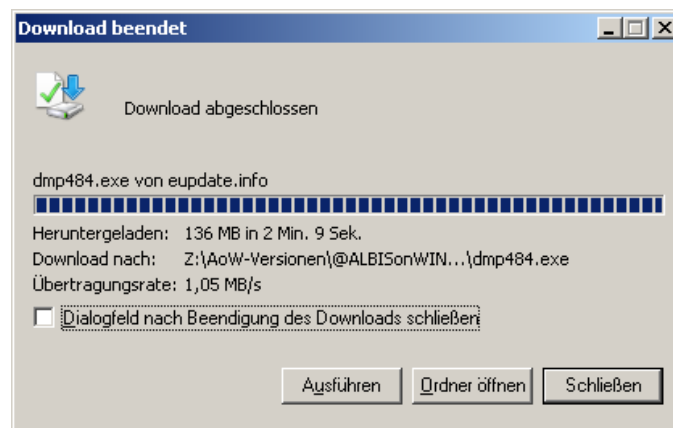 Download beendet
Download abgeschlossen
dmp484.exe von eupdate.info
Heruntergeladen: 136 MB in 2 Min. 9 Sek.
Download nach: Z:\AoW-Versionen\@ALBISonWIN...\dmp484.exe
Übertragungsrate: 1,05 MB/s
Dialogfeld nach Beendigung des Downloads schließen
Ausführen Ordner öffnen Schließen